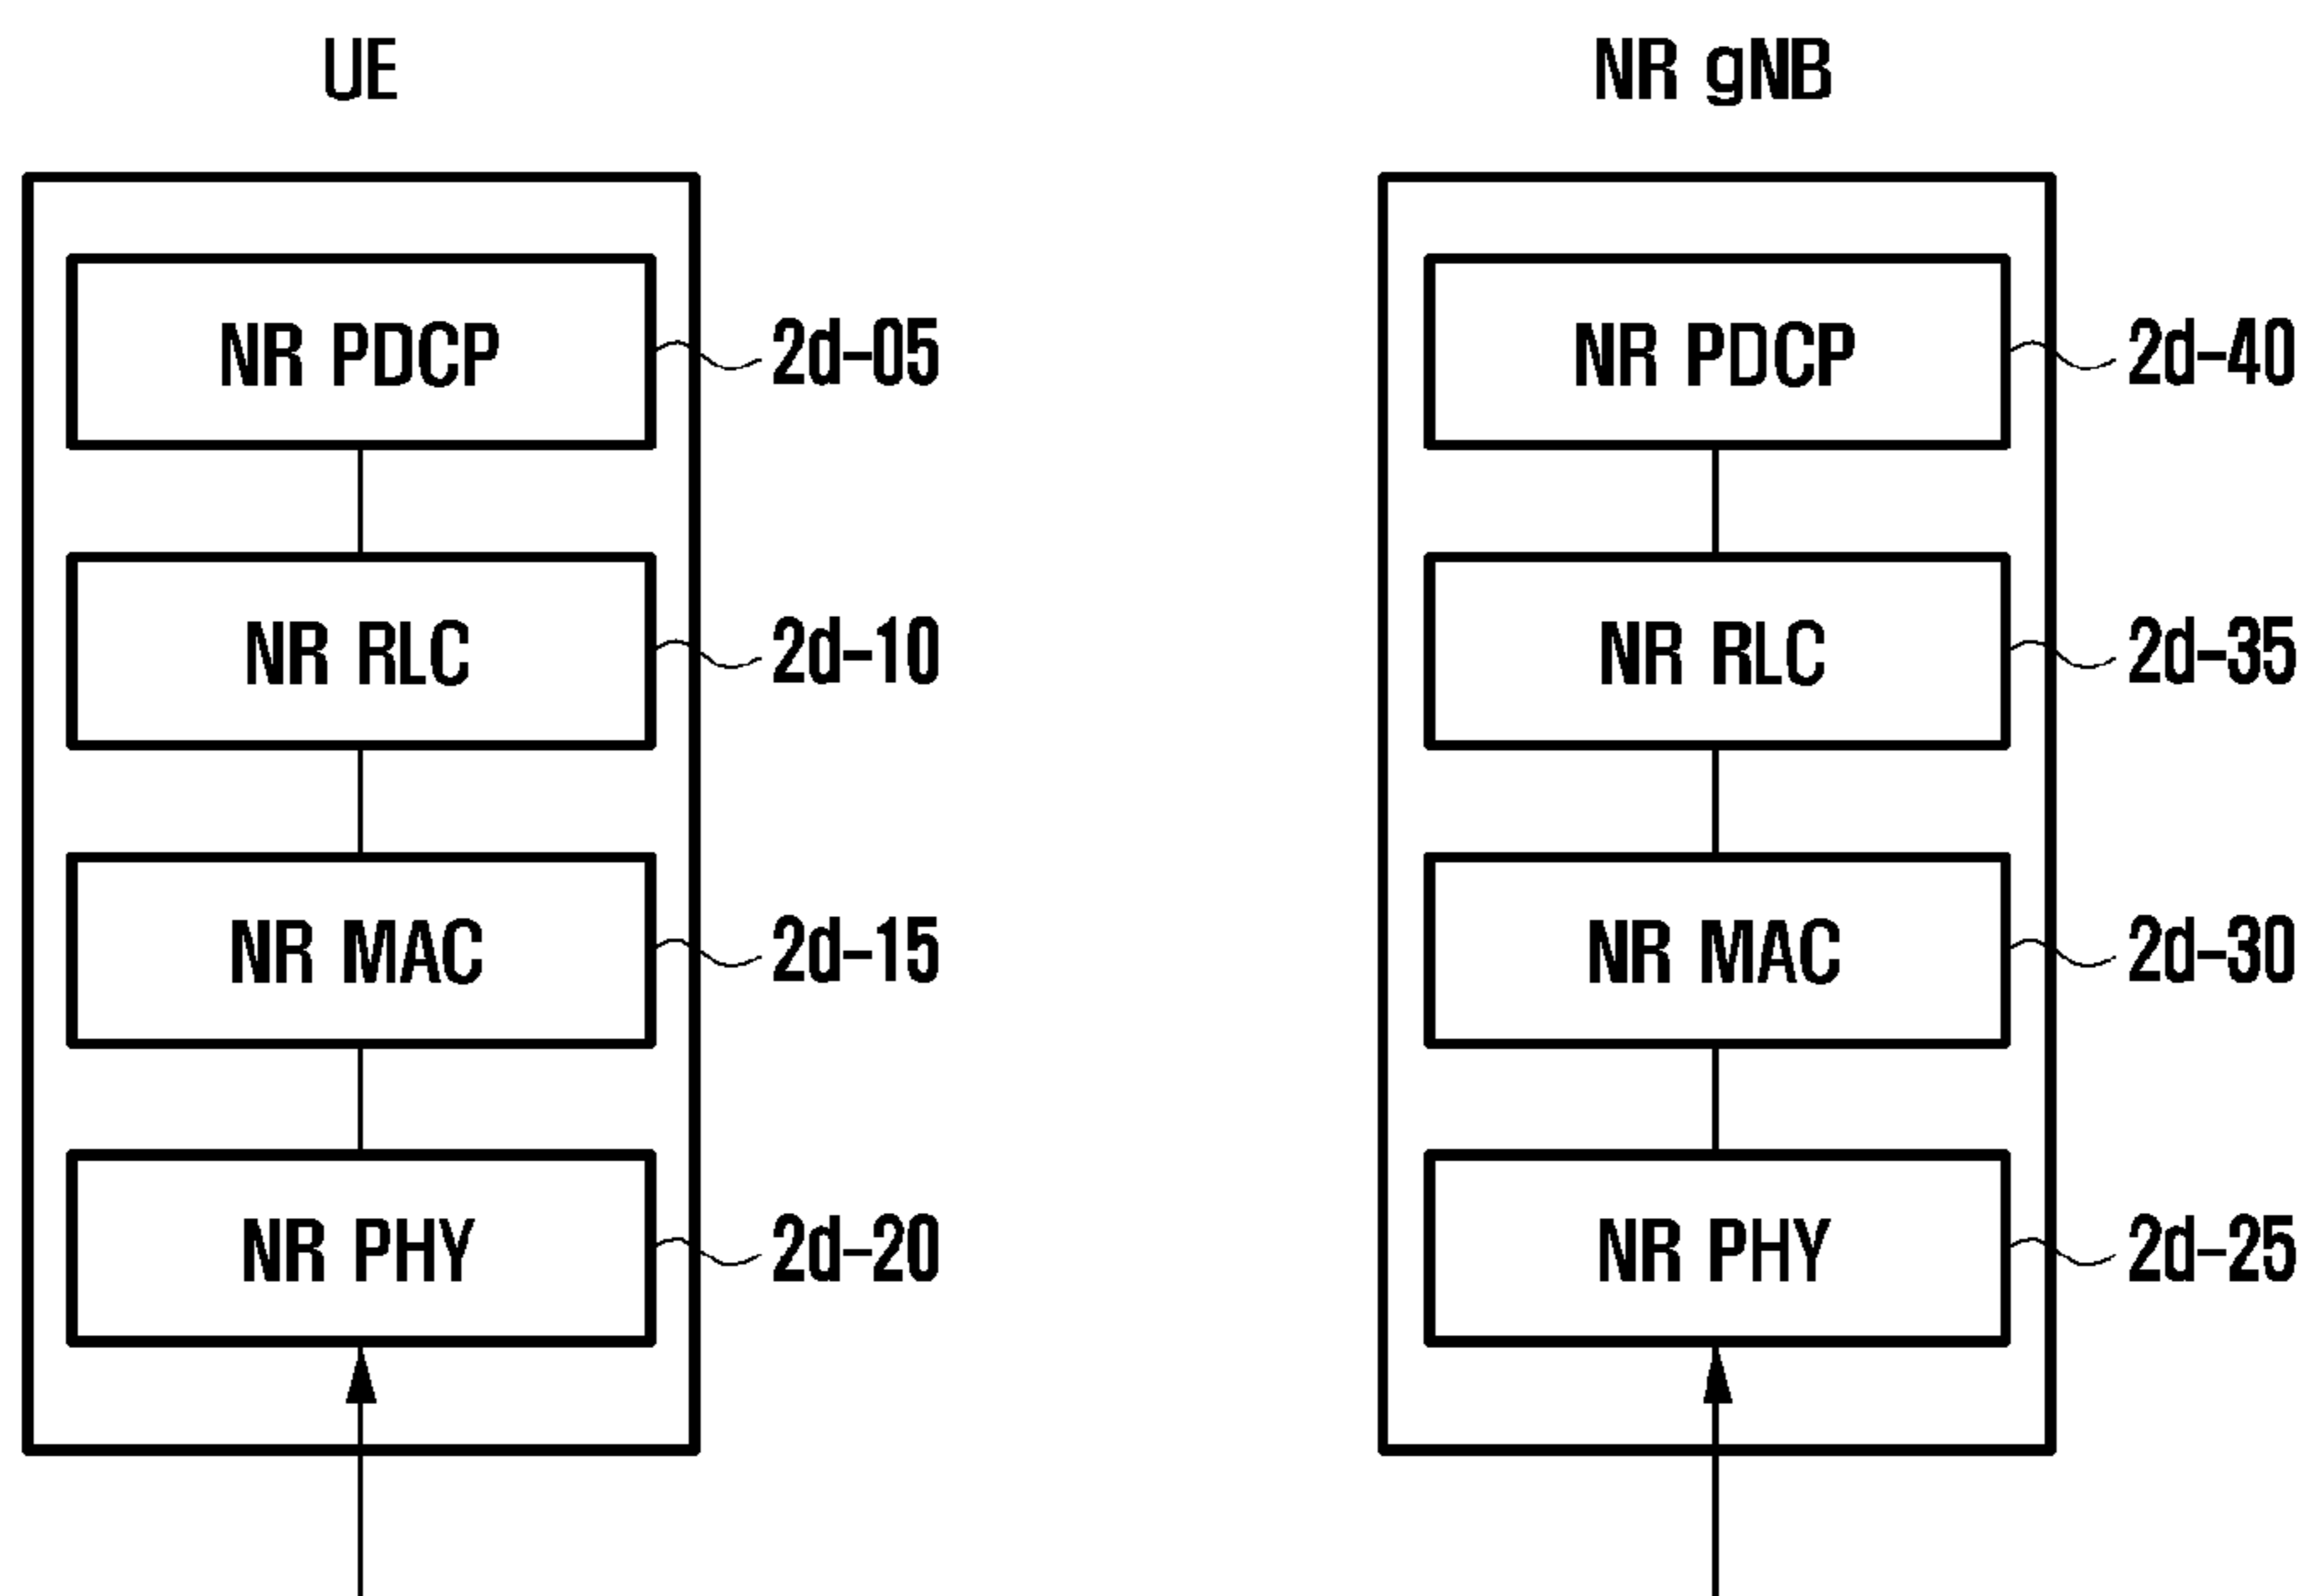 UE
NR gNB
NR PDCP
2d-05
NR PDCP
2d-40
NR RLC
2d-10
NR RLC
2d-35
NR MAC
2d-15
NR MAC
2d-30
NR PHY
2d-20
NR PHY
2d-25